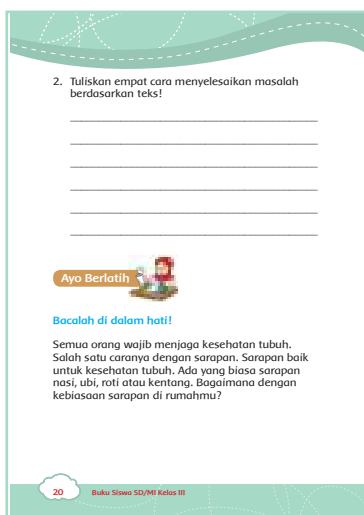 2. Tuliskan empat cara menyelesaikan masalah
berdasarkan teks!
Ayo Berlatih
Bacalah di dalam hati!
Semua orang wajib menjaga kesehatan tubuh.
Salah satu caranya dengan sarapan. Sarapan baik
untuk kesehatan tubuh. Ada yang biasa sarapan
nasi, ubi, roti atau kentang. Bagaimana dengan
kebiasaan sarapan di rumahmu?
20 Buku Siswa SD/MI Kelas III